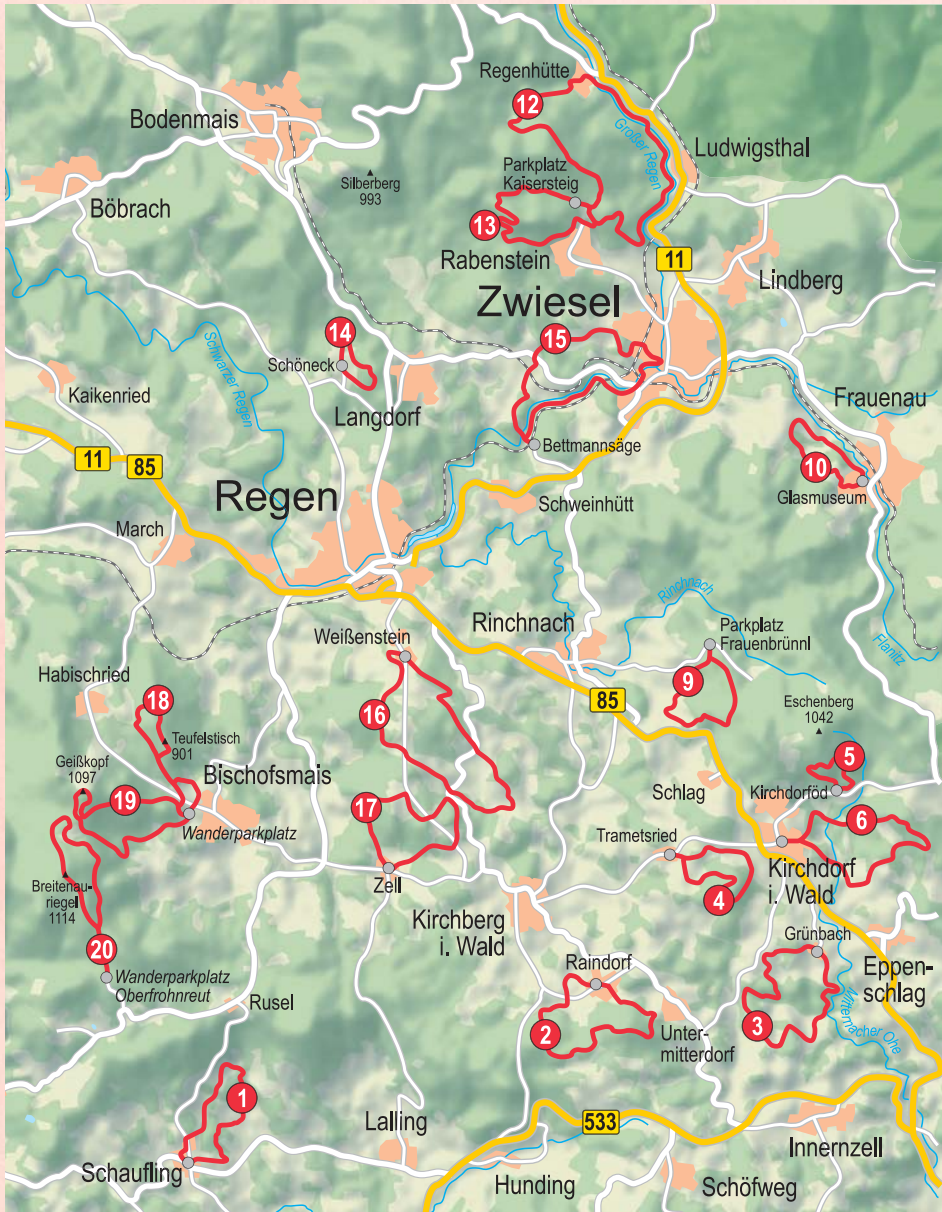 Regenhütte
12
Bodenmais
Großer Regen
Ludwigsthal
Parkplatz
Kaisersteig
Silberberg
993
Böbrach
13
Rabenstein
11
Lindberg
Zwiesel
14
15
Schwarzer Regen
Schöneck
Kaikenried
Langdorf
Frauenau
Bettmannsäge
11
85
10
Glasmuseum
Regen
Schweinhütt
March
Rinchnach
Rinchnach
Parkplatz
Frauenbrünnl
Weißenstein
Flanitz
Habischried
9
18
16
85
Eschenberg
1042
Teufelstisch
901
Geißkopf
1097
5
Bischofsmais
Schlag
Kirchdorföd
19
17
6
Wanderparkplatz
Trametsried
Breitenau-
riegel
1114
Zell
Kirchdorf
i. Wald
4
Kirchberg
i. Wald
20
Grünbach
Raindorf
Eppen-
schlag
Wanderparkplatz
Oberfrohnreut
Rusel
2
Unter-
mitterdorf
3
Mitternacher Ohe
1
Lalling
533
Innernzell
Schaufling
Hunding
Schöfweg